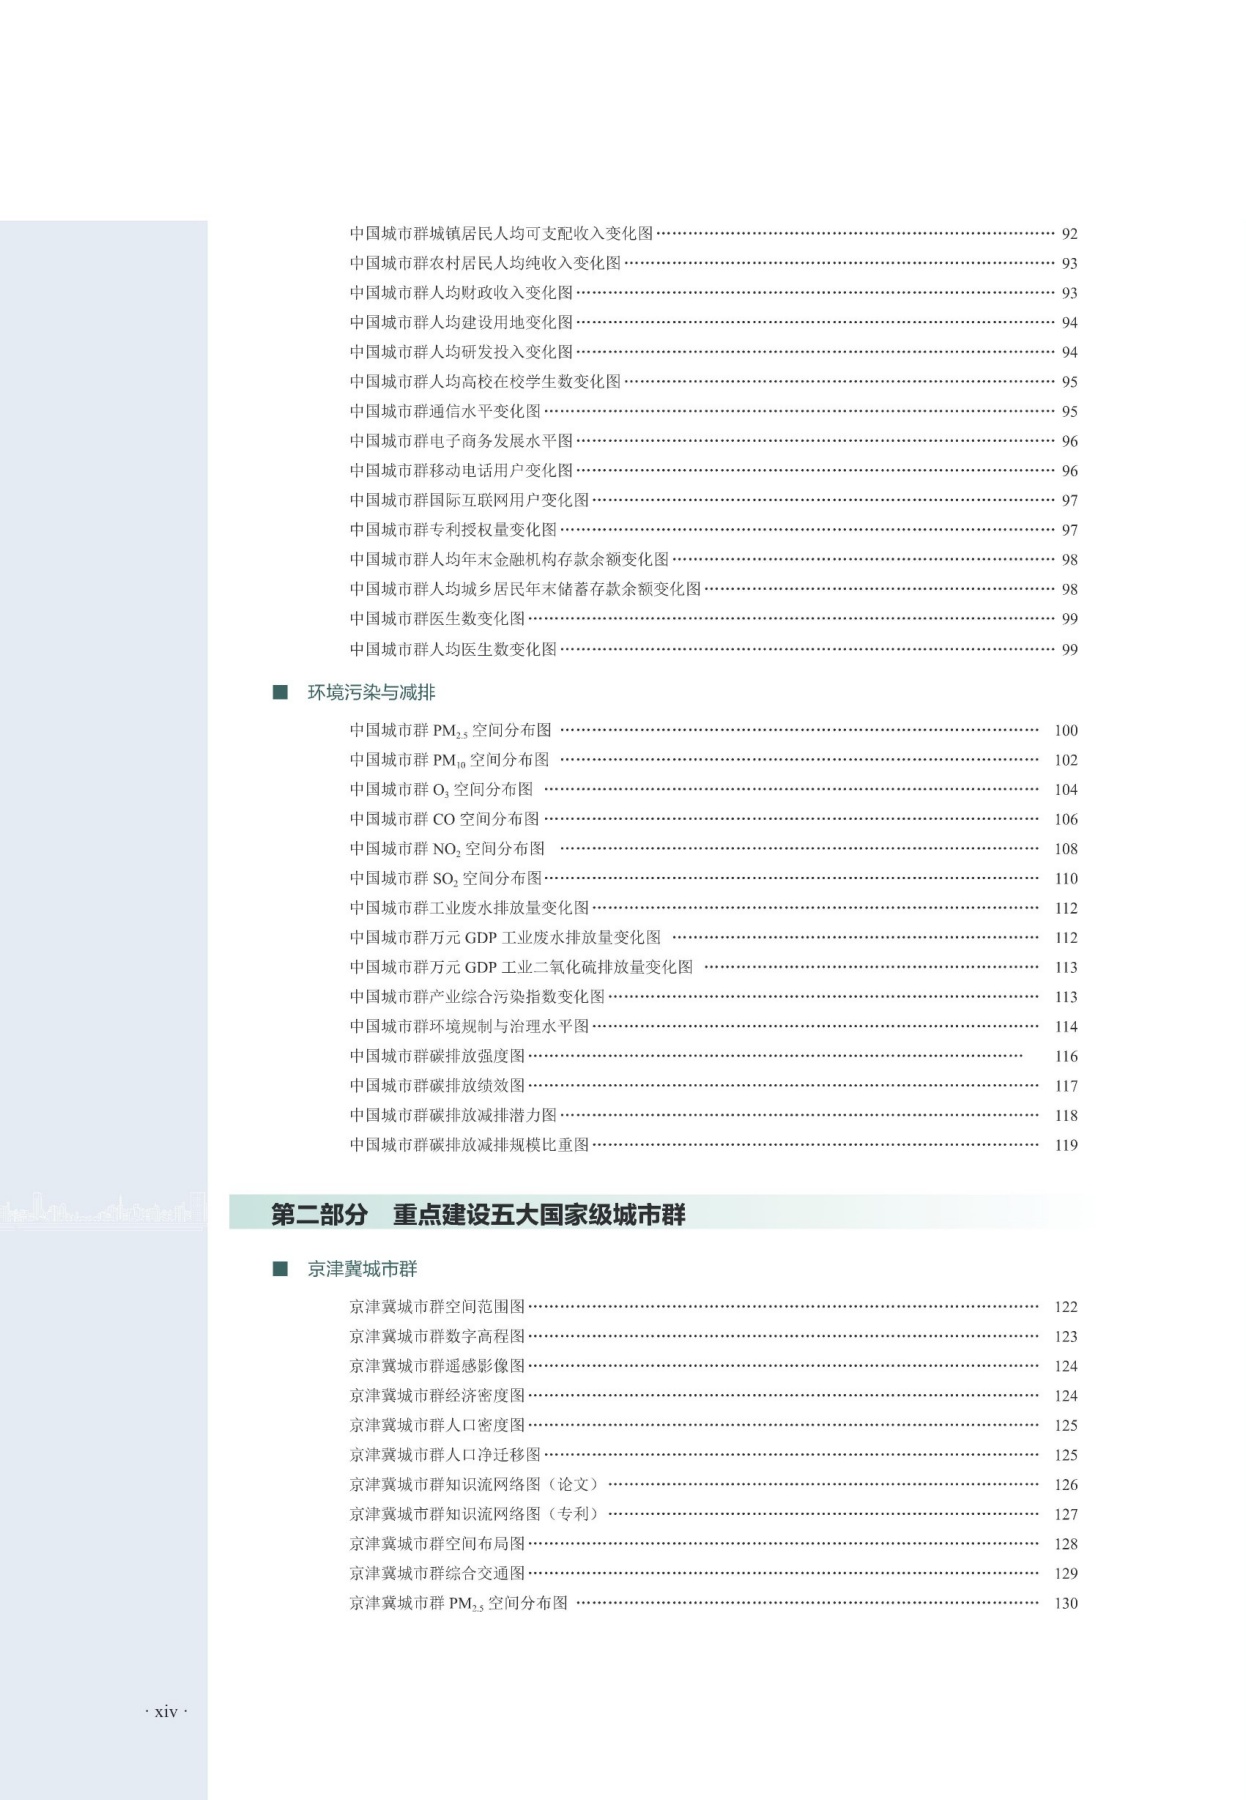 中国城市群城镇居民人均可支配收入变化图…… 92
中国城市群农村居民人均纯收入变化图…… 93
中国城市群人均财政收入变化图…… 93
中国城市群人均建设用地变化图…… 94
中国城市群人均研发投入变化图…… 94
中国城市群人均高校在校学生数变化图…… 95
中国城市群通信水平变化图…… 95
中国城市群电子商务发展水平图…… 96
中国城市群移动电话用户变化图…… 96
中国城市群国际互联网用户变化图…… 97
中国城市群专利授权量变化图…… 97
中国城市群人均年末金融机构存款余额变化图…… 98
中国城市群人均城乡居民年末储蓄存款余额变化图…… 98
中国城市群医生数变化图…… 99
中国城市群人均医生数变化图…… 99
■ 环境污染与减排
中国城市群 PM₂.₅ 空间分布图 …… 100
中国城市群 PM₁₀ 空间分布图 …… 102
中国城市群 O₃ 空间分布图 …… 104
中国城市群 CO 空间分布图…… 106
中国城市群 NO₂ 空间分布图 …… 108
中国城市群 SO₂ 空间分布图…… 110
中国城市群工业废水排放量变化图…… 112
中国城市群万元 GDP 工业废水排放量变化图 …… 112
中国城市群万元 GDP 工业二氧化硫排放量变化图 …… 113
中国城市群产业综合污染指数变化图…… 113
中国城市群环境规制与治理水平图…… 114
中国城市群碳排放强度图…… 116
中国城市群碳排放绩效图…… 117
中国城市群碳排放减排潜力图…… 118
中国城市群碳排放减排规模比重图…… 119
第二部分 重点建设五大国家级城市群
■ 京津冀城市群
京津冀城市群空间范围图…… 122
京津冀城市群数字高程图…… 123
京津冀城市群遥感影像图…… 124
京津冀城市群经济密度图…… 124
京津冀城市群人口密度图…… 125
京津冀城市群人口净迁移图…… 125
京津冀城市群知识流网络图（论文）…… 126
京津冀城市群知识流网络图（专利）…… 127
京津冀城市群空间布局图…… 128
京津冀城市群综合交通图…… 129
京津冀城市群 PM₂.₅ 空间分布图 …… 130
· xiv ·